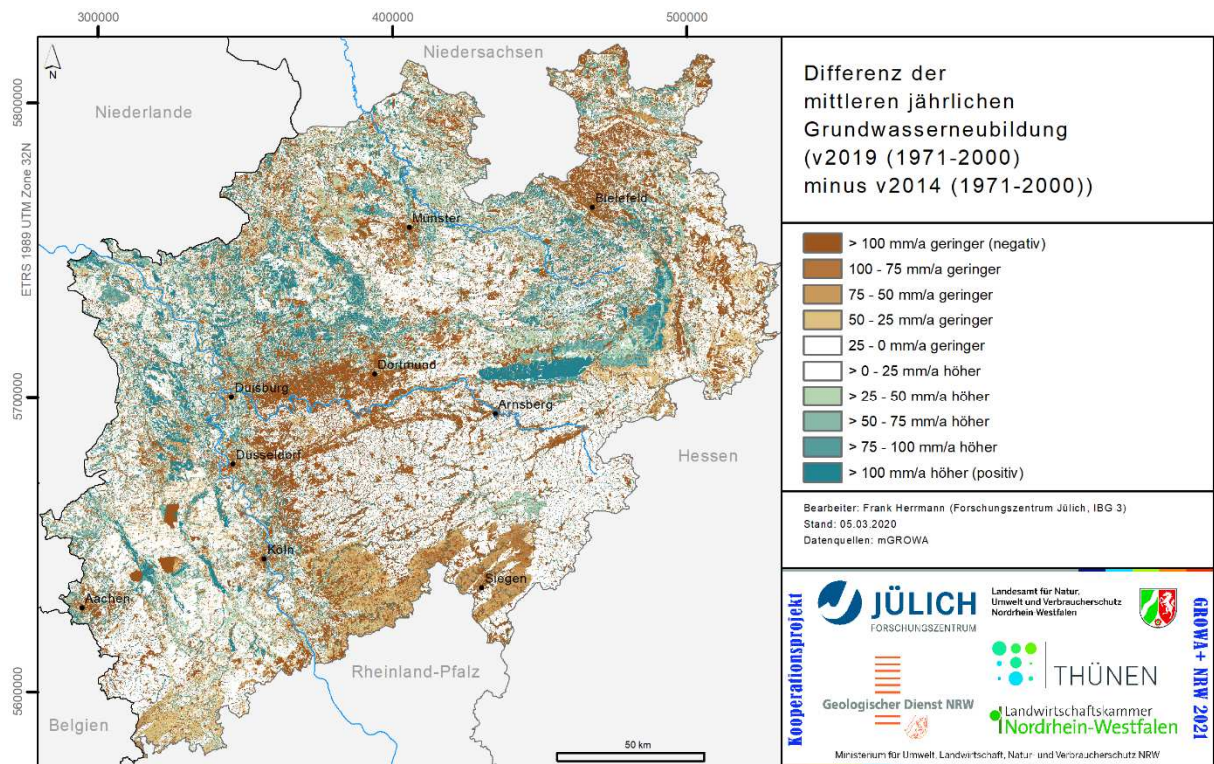 300000
400000
500000
5800000
5700000
5600000
ETRS 1989 UTM Zone 32N
N
Niedersachsen
Niederlande
Bielefeld
Münster
Dortmund
Duisburg
Arnsberg
Düsseldorf
Hessen
Köln
Siegen
Aachen
Rheinland-Pfalz
Belgien
50 km
Differenz der
mittleren jährlichen
Grundwasserneubildung
(v2019 (1971-2000)
minus v2014 (1971-2000))
> 100 mm/a geringer (negativ)
100 - 75 mm/a geringer
75 - 50 mm/a geringer
50 - 25 mm/a geringer
25 - 0 mm/a geringer
> 0 - 25 mm/a höher
> 25 - 50 mm/a höher
> 50 - 75 mm/a höher
> 75 - 100 mm/a höher
> 100 mm/a höher (positiv)
Bearbeiter: Frank Herrmann (Forschungszentrum Jülich, IBG 3)
Stand: 05.03.2020
Datenquellen: mGROWA
Kooperationsprojekt
JÜLICH
FORSCHUNGSZENTRUM
Landesamt für Natur,
Umwelt und Verbraucherschutz
Nordrhein-Westfalen
THÜNEN
Geologischer Dienst NRW
Landwirtschaftskammer
Nordrhein-Westfalen
GROWA+ NRW 2021
Ministerium für Umwelt, Landwirtschaft, Natur- und Verbraucherschutz NRW